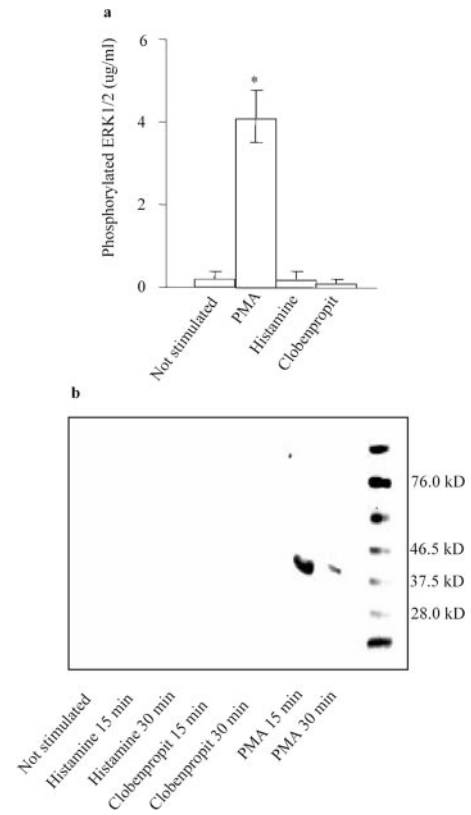 a
Phosphorylated ERK1/2 (ug/ml)
6
4
2
0
*
Not stimulated
PMA
Histamine
Clobenpropit
b
76.0 kD
46.5 kD
37.5 kD
28.0 kD
Not stimulated
Histamine 15 min
Histamine 30 min
Clobenpropit 15 min
Clobenpropit 30 min
PMA 15 min
PMA 30 min